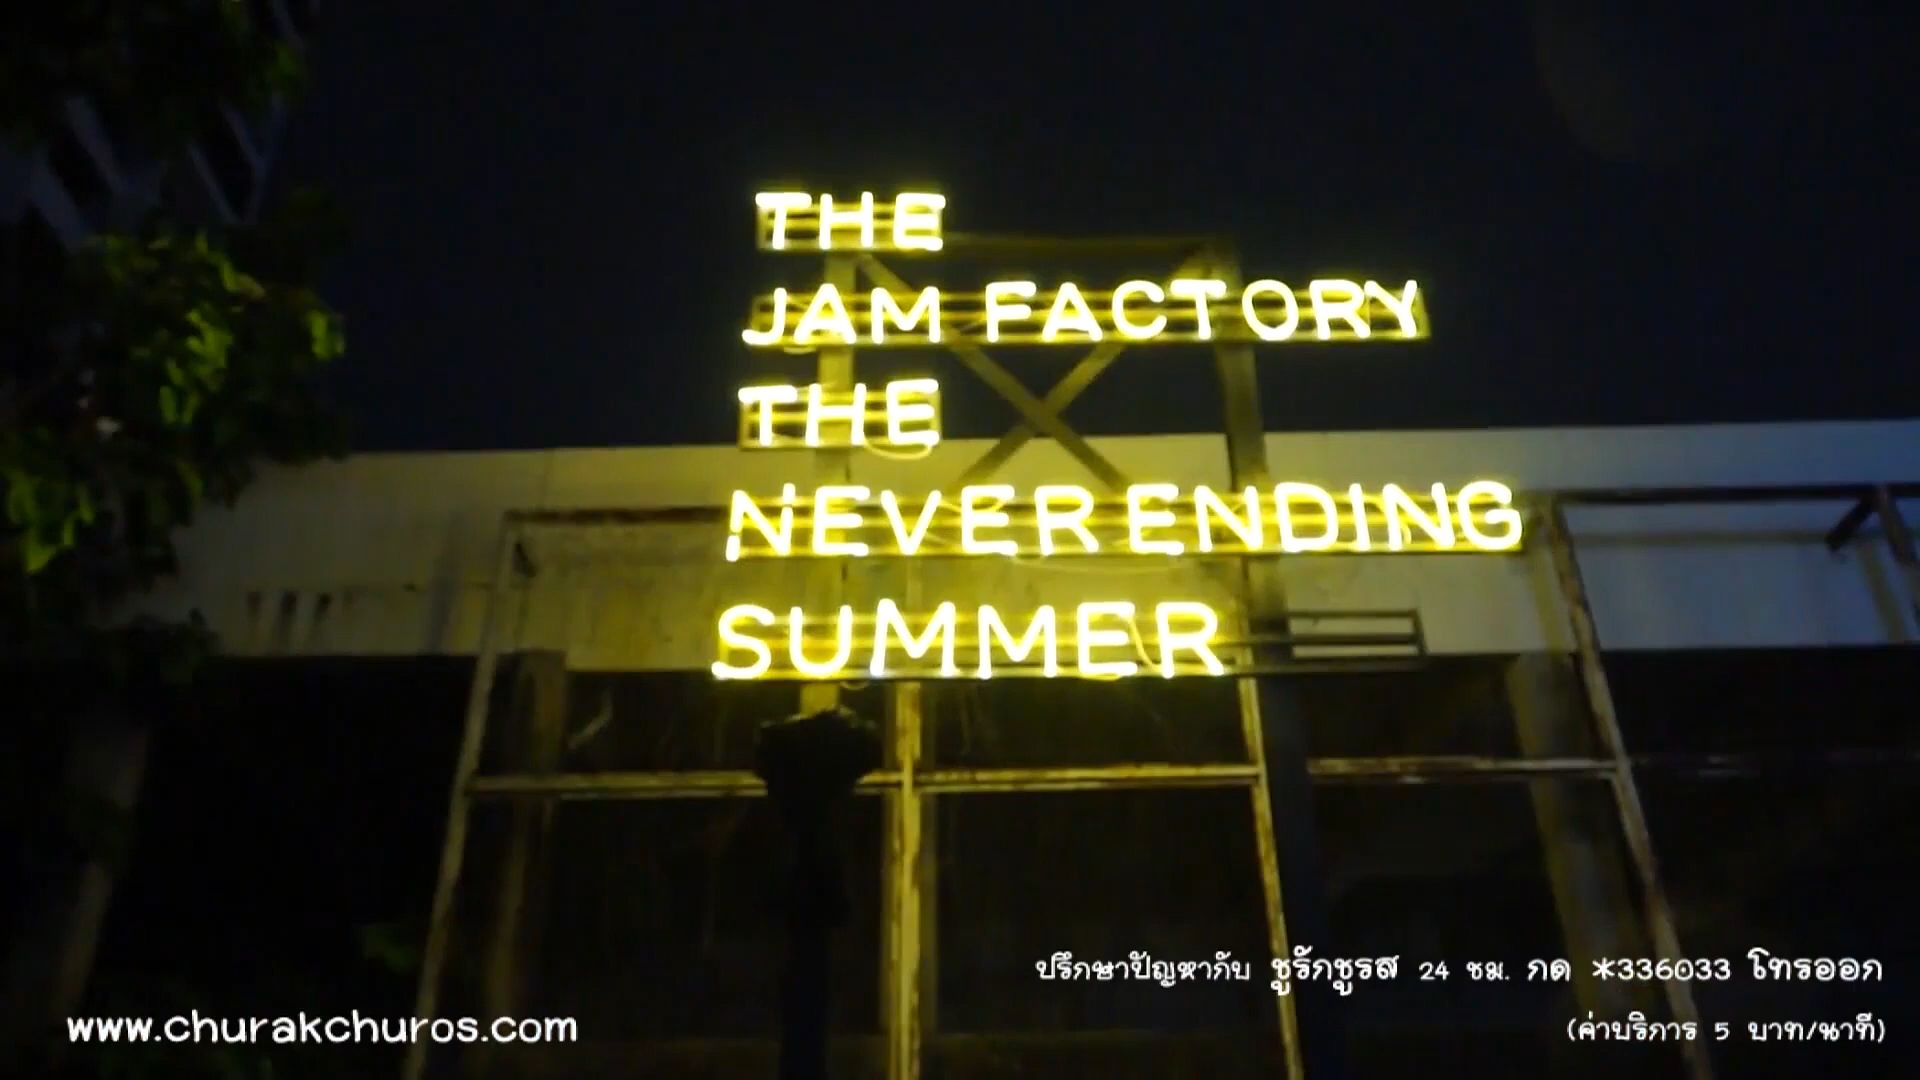 THE
JAM FACTORY
THE
NEVER ENDING
SUMMER
ปรึกษาปัญหากับ ชูรักชูรส 24 ชม. กด *336033 โทรออก
www.churakchuros.com
(ค่าบริการ 5 บาท/นาที)